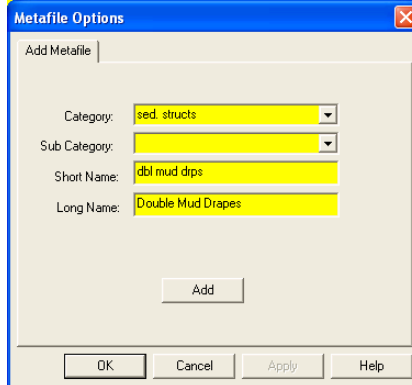 Metafile Options
Add Metafile
Category: sed. structs
Sub Category:
Short Name: dbl mud drps
Long Name: Double Mud Drapes
Add
OK Cancel Apply Help